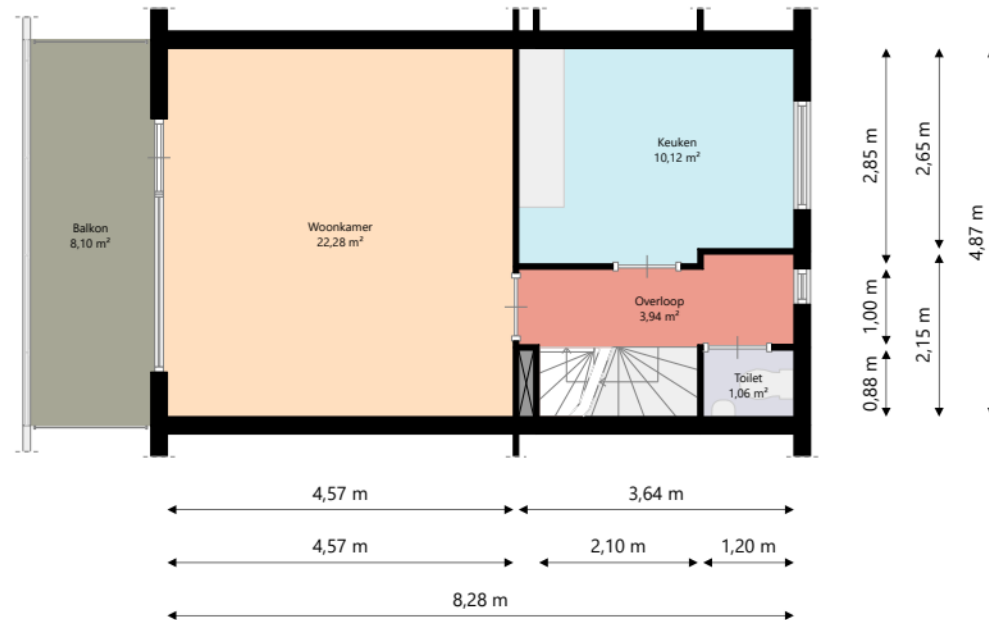 Balkon
8,10 m²
Woonkamer
22,28 m²
Keuken
10,12 m²
Overloop
3,94 m²
Toilet
1,06 m²
2,85 m
2,65 m
4,87 m
1,00 m
2,15 m
0,88 m
4,57 m
3,64 m
4,57 m
2,10 m
1,20 m
8,28 m